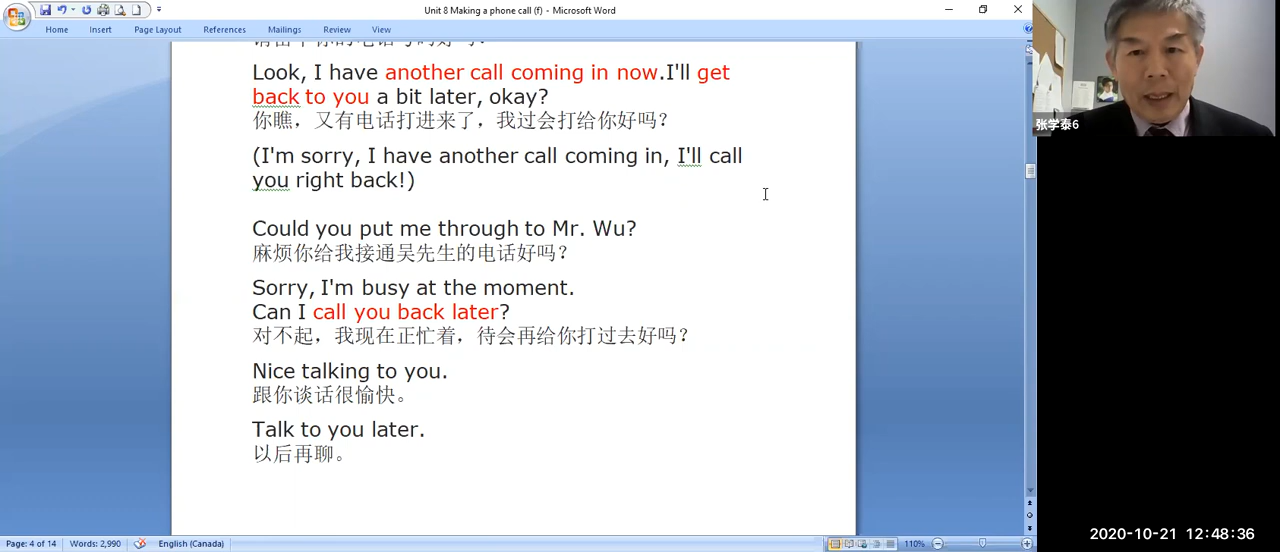 Unit 8 Making a phone call (f) - Microsoft Word
Home Insert Page Layout References Mailings Review View
Look, I have another call coming in now.I'll get
back to you a bit later, okay?
你瞧，又有电话打进来了，我过会打给你好吗？
(I'm sorry, I have another call coming in, I'll call
you right back!)
Could you put me through to Mr. Wu?
麻烦你给我接通吴先生的电话好吗？
Sorry, I'm busy at the moment.
Can I call you back later?
对不起，我现在正忙着，待会再给你打过去好吗？
Nice talking to you.
跟你谈话很愉快。
Talk to you later.
以后再聊。
张学泰6
Page: 4 of 14 Words: 2,990 English (Canada) 110%
2020-10-21 12:48:36